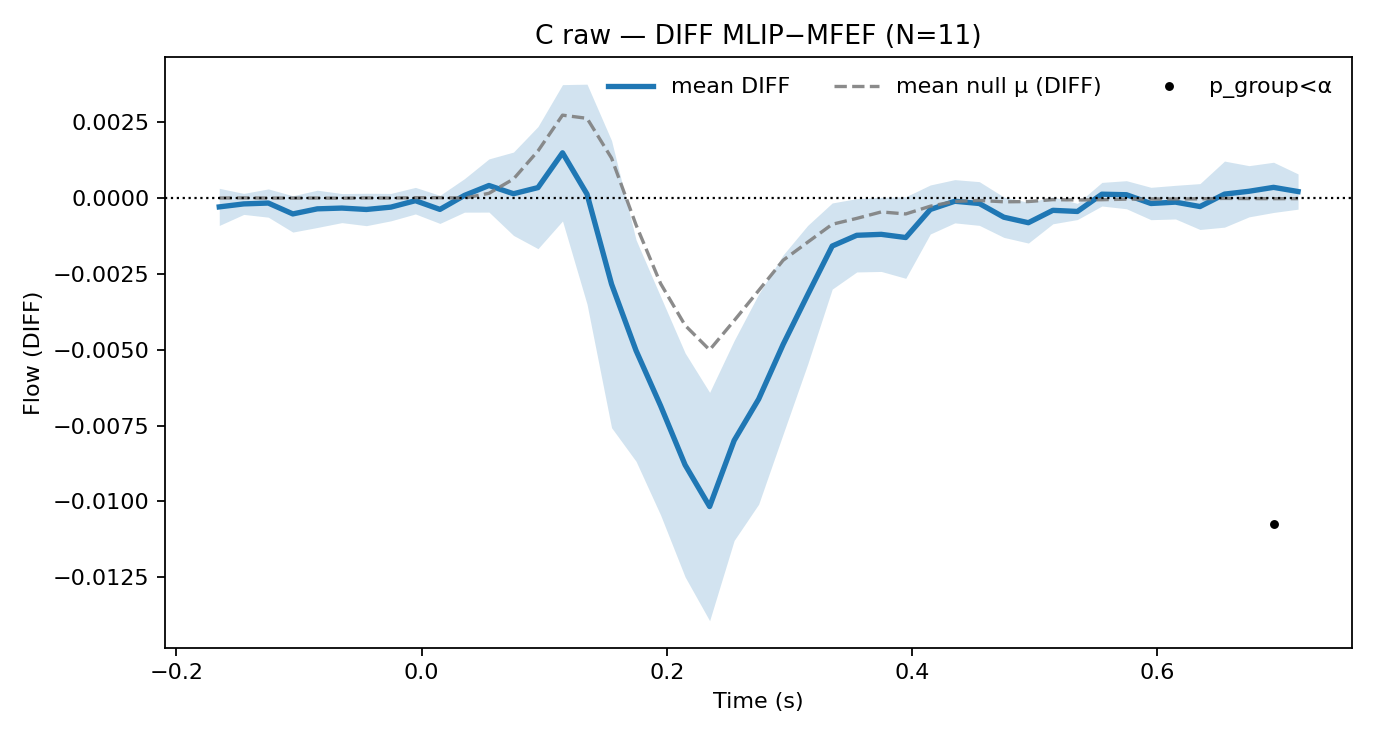 C raw — DIFF MLIP−MFEF (N=11)
mean DIFF
mean null μ (DIFF)
p_group<α
Flow (DIFF)
0.0025
0.0000
−0.0025
−0.0050
−0.0075
−0.0100
−0.0125
−0.2
0.0
0.2
0.4
0.6
Time (s)